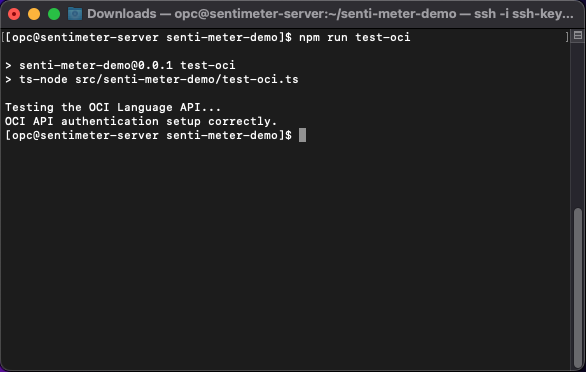 Downloads — opc@sentimeter-server:~/senti-meter-demo — ssh -i ssh-key...
[[opc@sentimeter-server senti-meter-demo]$ npm run test-oci ]
> senti-meter-demo@0.0.1 test-oci
> ts-node src/senti-meter-demo/test-oci.ts
Testing the OCI Language API...
OCI API authentication setup correctly.
[opc@sentimeter-server senti-meter-demo]$